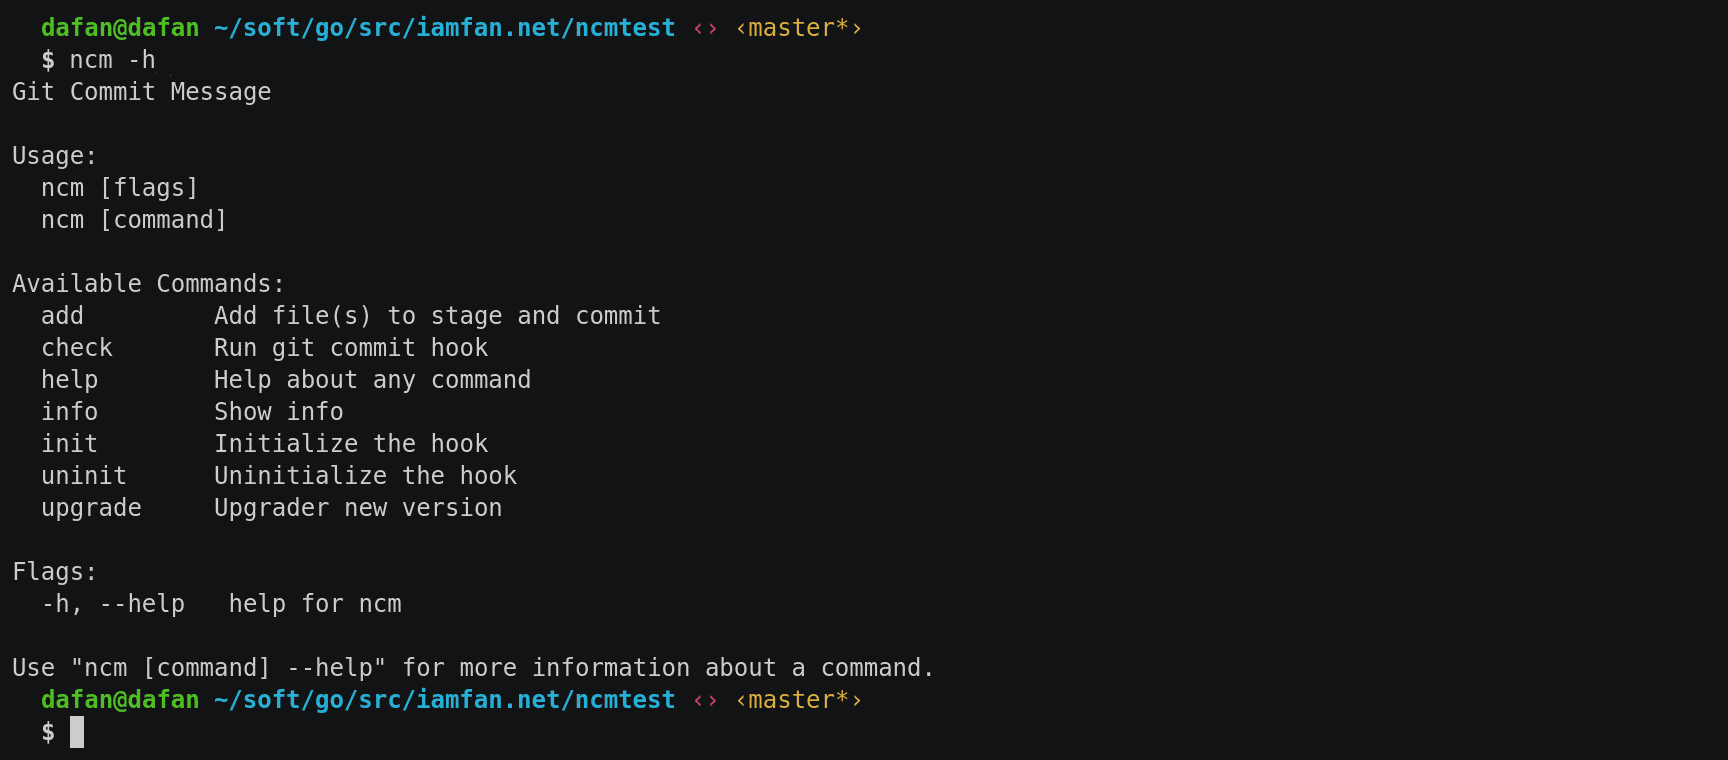 dafan@dafan ~/soft/go/src/iamfan.net/ncmtest ‹› ‹master*›
$ ncm -h
Git Commit Message
Usage:
ncm [flags]
ncm [command]
Available Commands:
add Add file(s) to stage and commit
check Run git commit hook
help Help about any command
info Show info
init Initialize the hook
uninit Uninitialize the hook
upgrade Upgrader new version
Flags:
-h, --help help for ncm
Use "ncm [command] --help" for more information about a command.
dafan@dafan ~/soft/go/src/iamfan.net/ncmtest ‹› ‹master*›
$